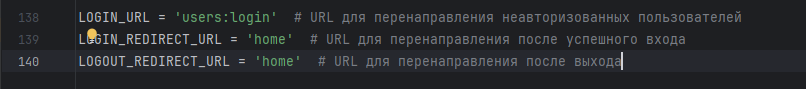 138 LOGIN_URL = 'users:login'  # URL для перенаправления неавторизованных пользователей
139 LOGIN_REDIRECT_URL = 'home'  # URL для перенаправления после успешного входа
140 LOGOUT_REDIRECT_URL = 'home'  # URL для перенаправления после выхода